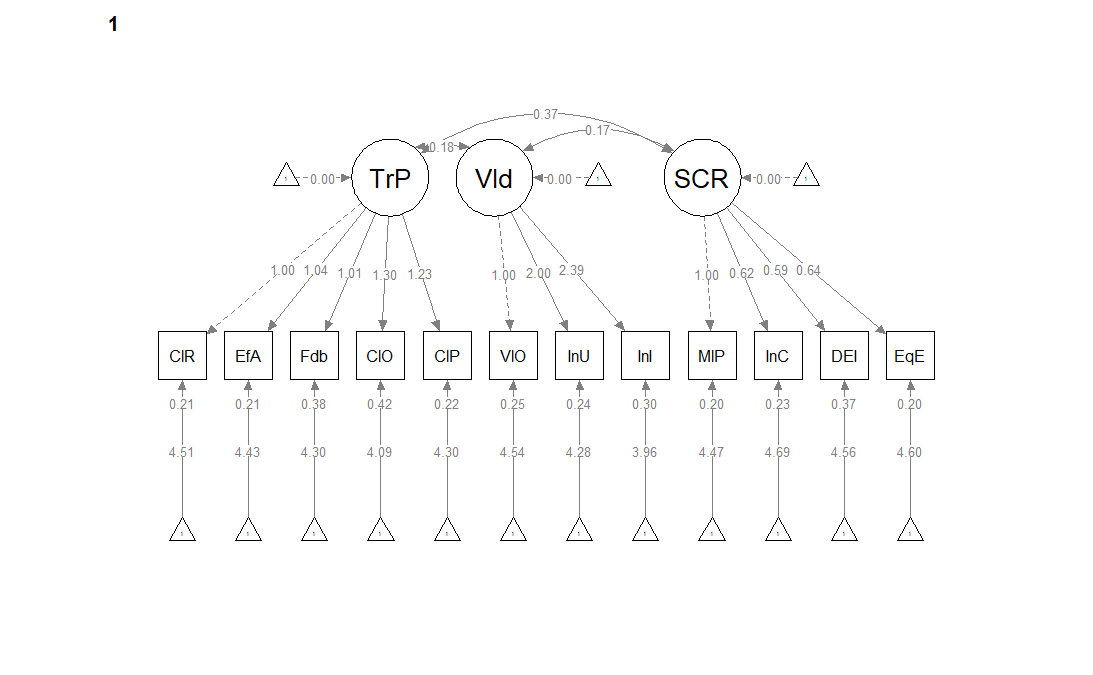 1
0.37
0.17
0.18
TrP
Vld
SCR
0.00
0.00
0.00
1.00 1.04 1.01 1.30 1.23 1.00 2.00 2.39 1.00 0.62 0.59 0.64
ClR EfA Fdb ClO ClP VlO InU InI MIP InC DEI EqE
0.21 0.21 0.38 0.42 0.22 0.25 0.24 0.30 0.20 0.23 0.37 0.20
4.51 4.43 4.30 4.09 4.30 4.54 4.28 3.96 4.47 4.69 4.56 4.60
1 1 1 1 1 1 1 1 1 1 1 1